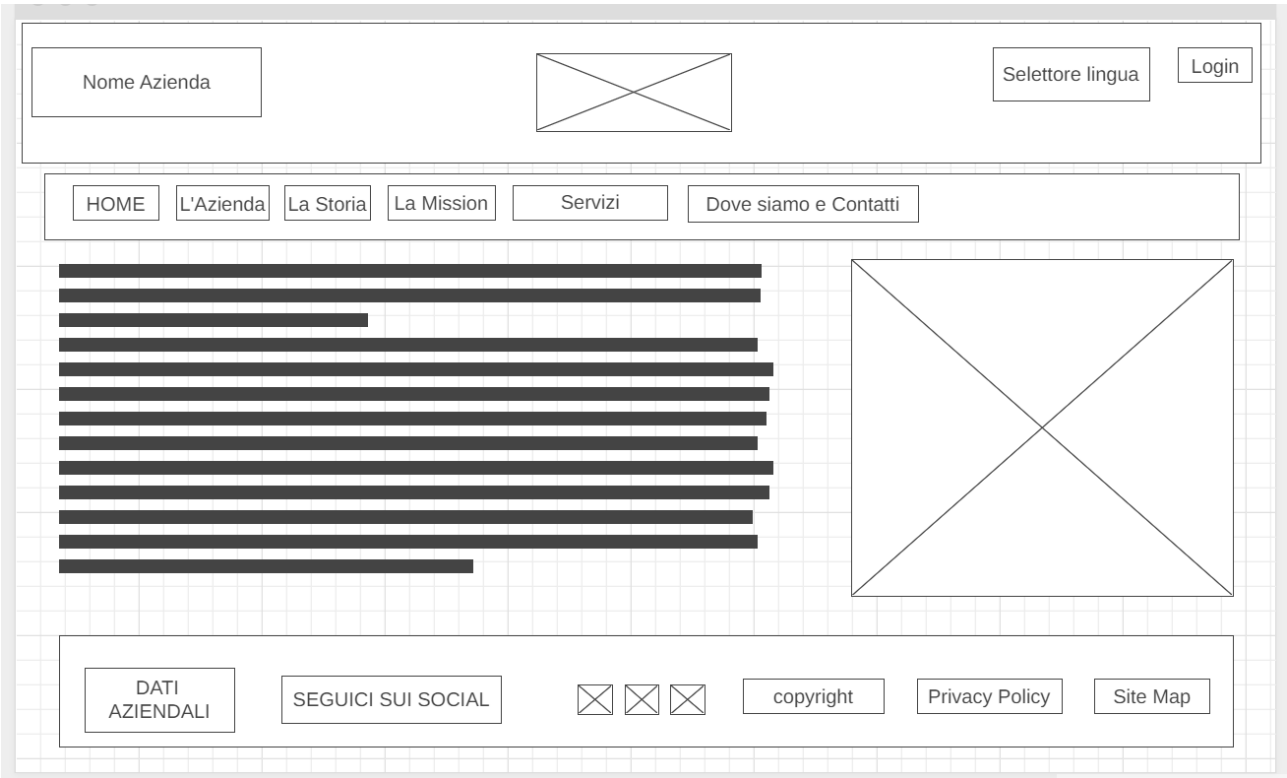 Nome Azienda
Selettore lingua
Login
HOME
L'Azienda
La Storia
La Mission
Servizi
Dove siamo e Contatti
DATI
AZIENDALI
SEGUICI SUI SOCIAL
copyright
Privacy Policy
Site Map